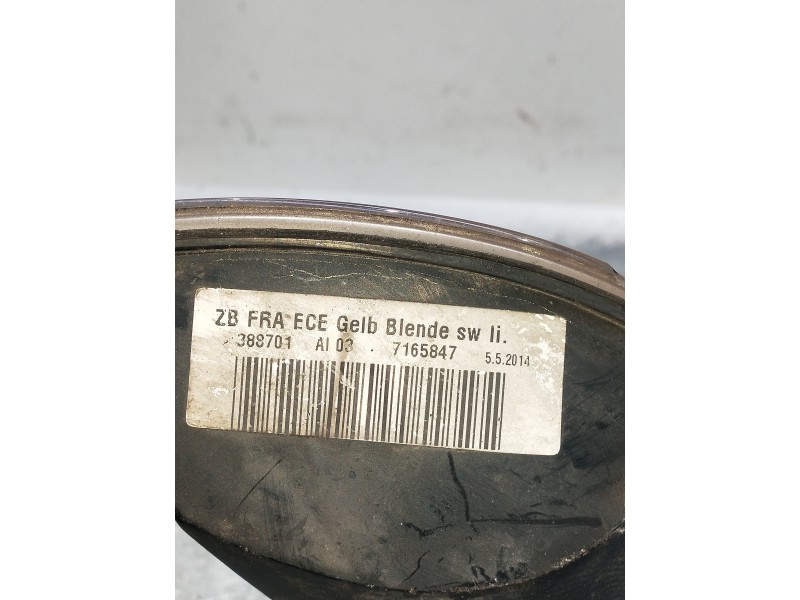 ZB FRA ECE Gelb Blende sw li.
388701 AI 03 · 7165847 5.5.2014